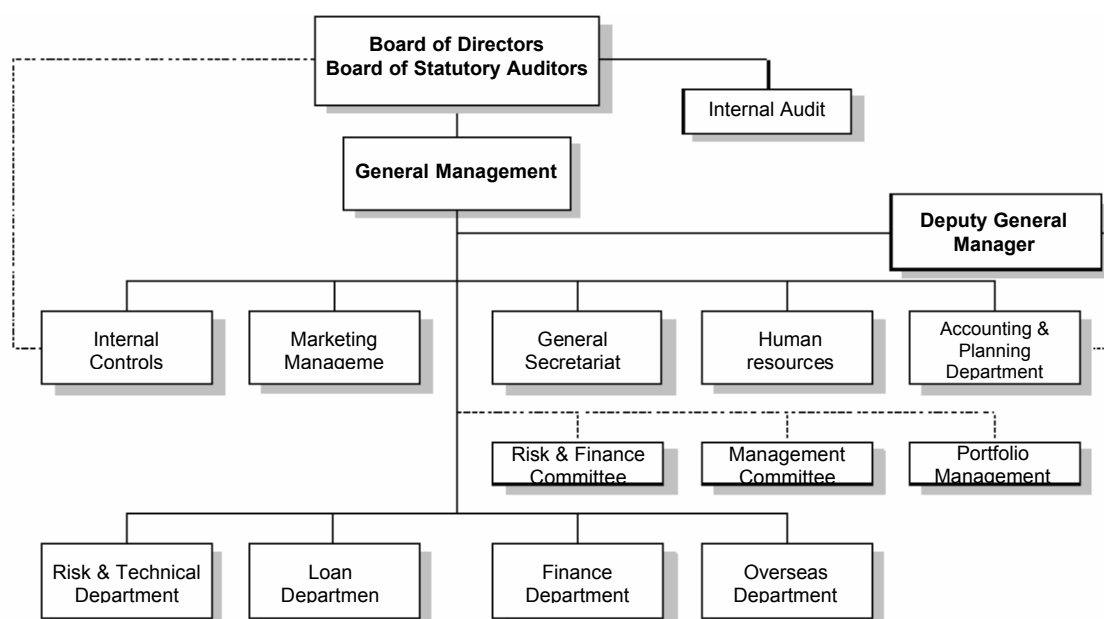 Board of Directors
Board of Statutory Auditors
Internal Audit
General Management
Deputy General
Manager
Internal
Controls
Marketing
Manageme
General
Secretariat
Human
resources
Accounting &
Planning
Department
Risk & Finance
Committee
Management
Committee
Portfolio
Management
Risk & Technical
Department
Loan
Departmen
Finance
Department
Overseas
Department